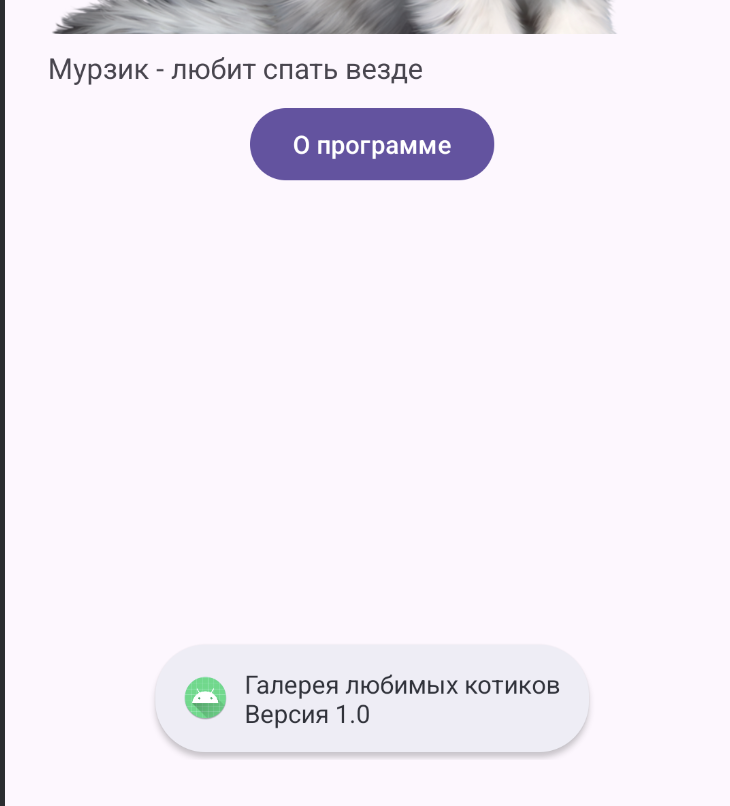 Мурзик - любит спать везде
О программе
Галерея любимых котиков
Версия 1.0